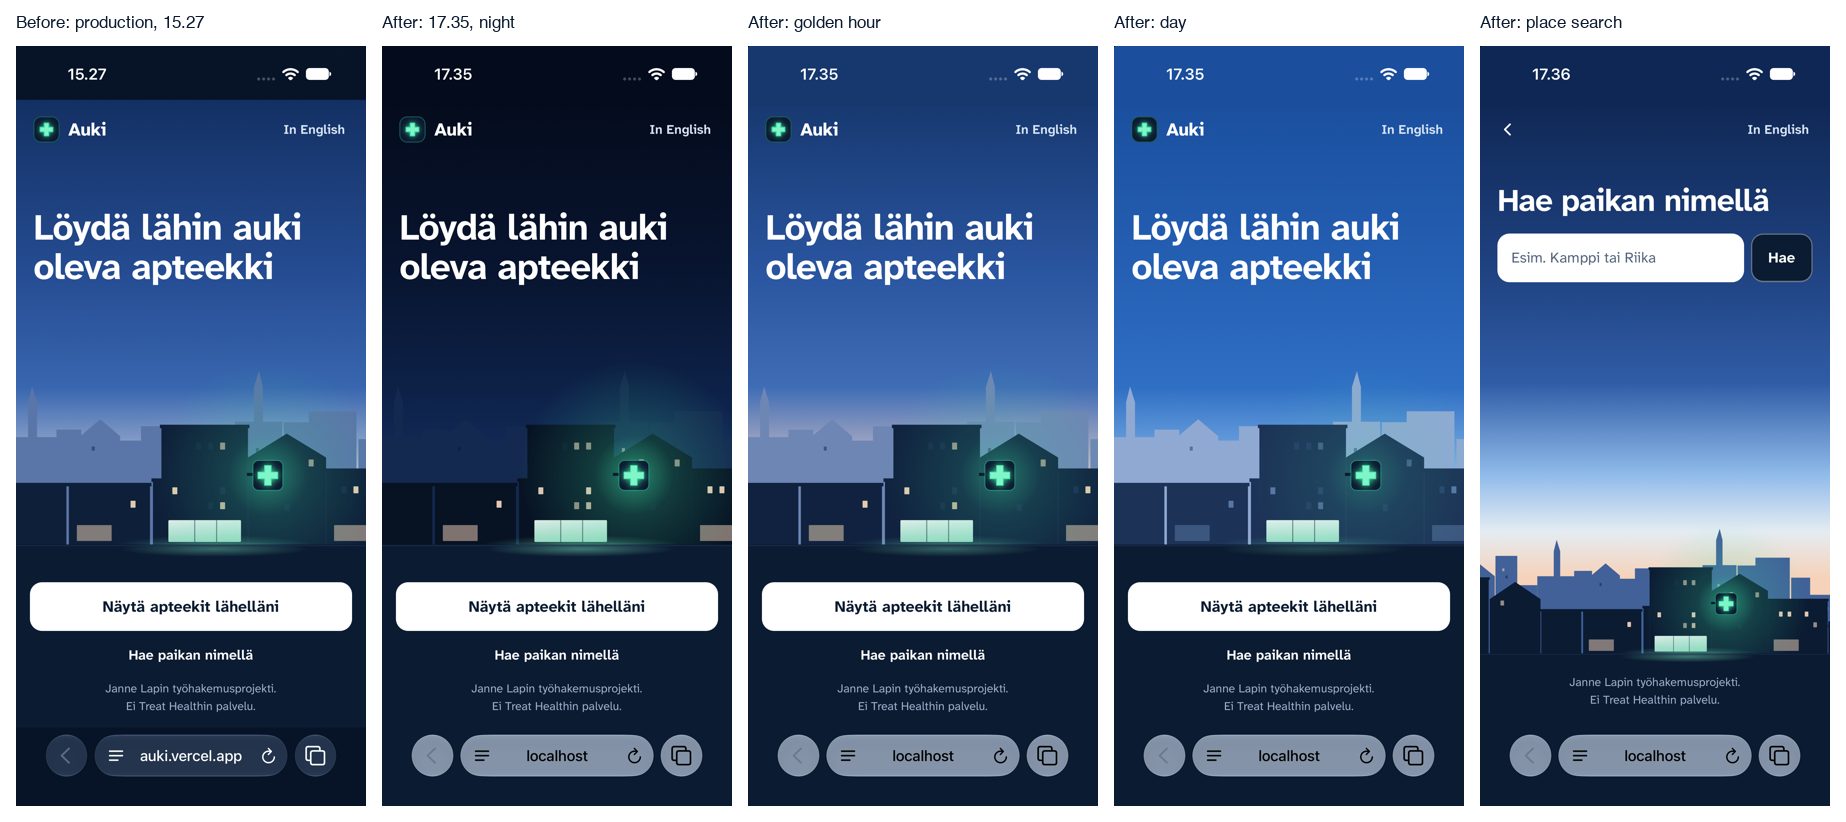 Before: production, 15.27
15.27
Auki
In English
Löydä lähin auki
oleva apteekki
Näytä apteekit lähelläni
Hae paikan nimellä
Janne Lapin työhakemusprojekti.
Ei Treat Healthin palvelu.
auki.vercel.app
After: 17.35, night
17.35
Auki
In English
Löydä lähin auki
oleva apteekki
Näytä apteekit lähelläni
Hae paikan nimellä
Janne Lapin työhakemusprojekti.
Ei Treat Healthin palvelu.
localhost
After: golden hour
17.35
Auki
In English
Löydä lähin auki
oleva apteekki
Näytä apteekit lähelläni
Hae paikan nimellä
Janne Lapin työhakemusprojekti.
Ei Treat Healthin palvelu.
localhost
After: day
17.35
Auki
In English
Löydä lähin auki
oleva apteekki
Näytä apteekit lähelläni
Hae paikan nimellä
Janne Lapin työhakemusprojekti.
Ei Treat Healthin palvelu.
localhost
After: place search
17.36
In English
Hae paikan nimellä
Esim. Kamppi tai Riika
Hae
Janne Lapin työhakemusprojekti.
Ei Treat Healthin palvelu.
localhost